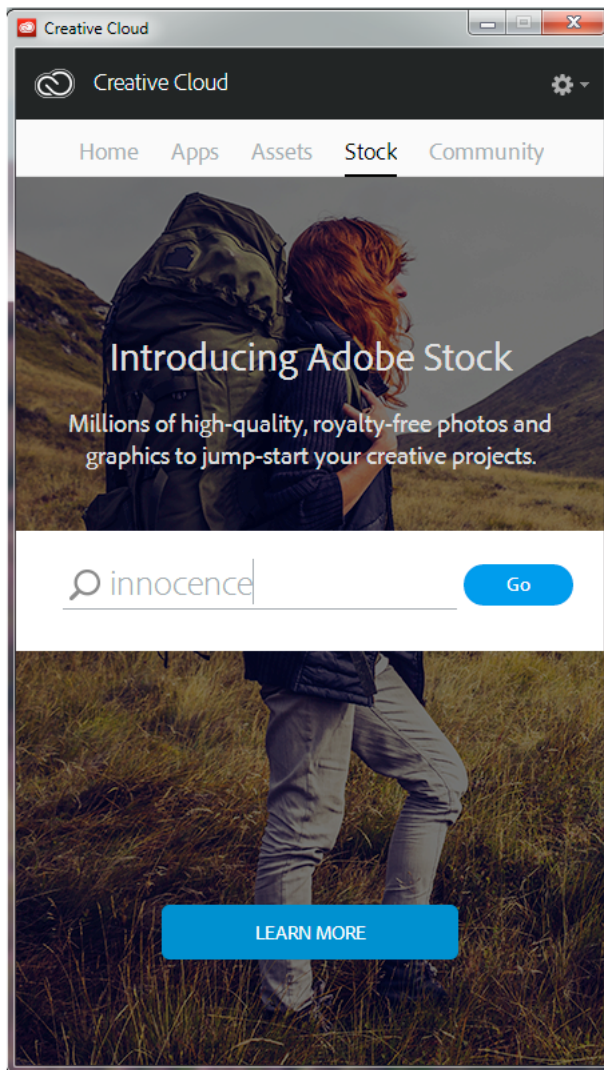 Creative Cloud
Creative Cloud
Home Apps Assets Stock Community
Introducing Adobe Stock
Millions of high-quality, royalty-free photos and
graphics to jump-start your creative projects.
innocence Go
LEARN MORE